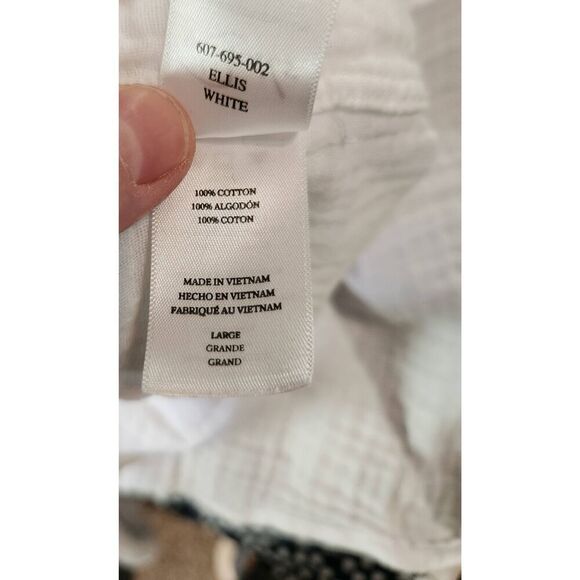 607-695-002
ELLIS
WHITE
100% COTTON
100% ALGODÓN
100% COTON
MADE IN VIETNAM
HECHO EN VIETNAM
FABRIQUÉ AU VIETNAM
LARGE
GRANDE
GRAND